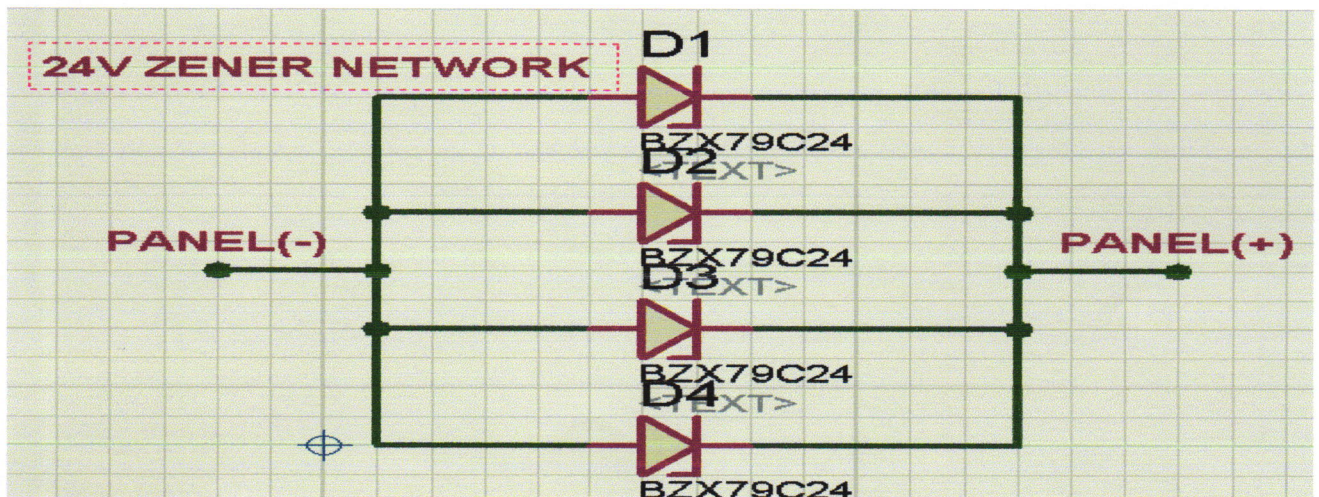 24V ZENER NETWORK
D1
BZX79C24
<TEXT>
D2
BZX79C24
<TEXT>
D3
BZX79C24
<TEXT>
D4
BZX79C24
PANEL(-)
PANEL(+)